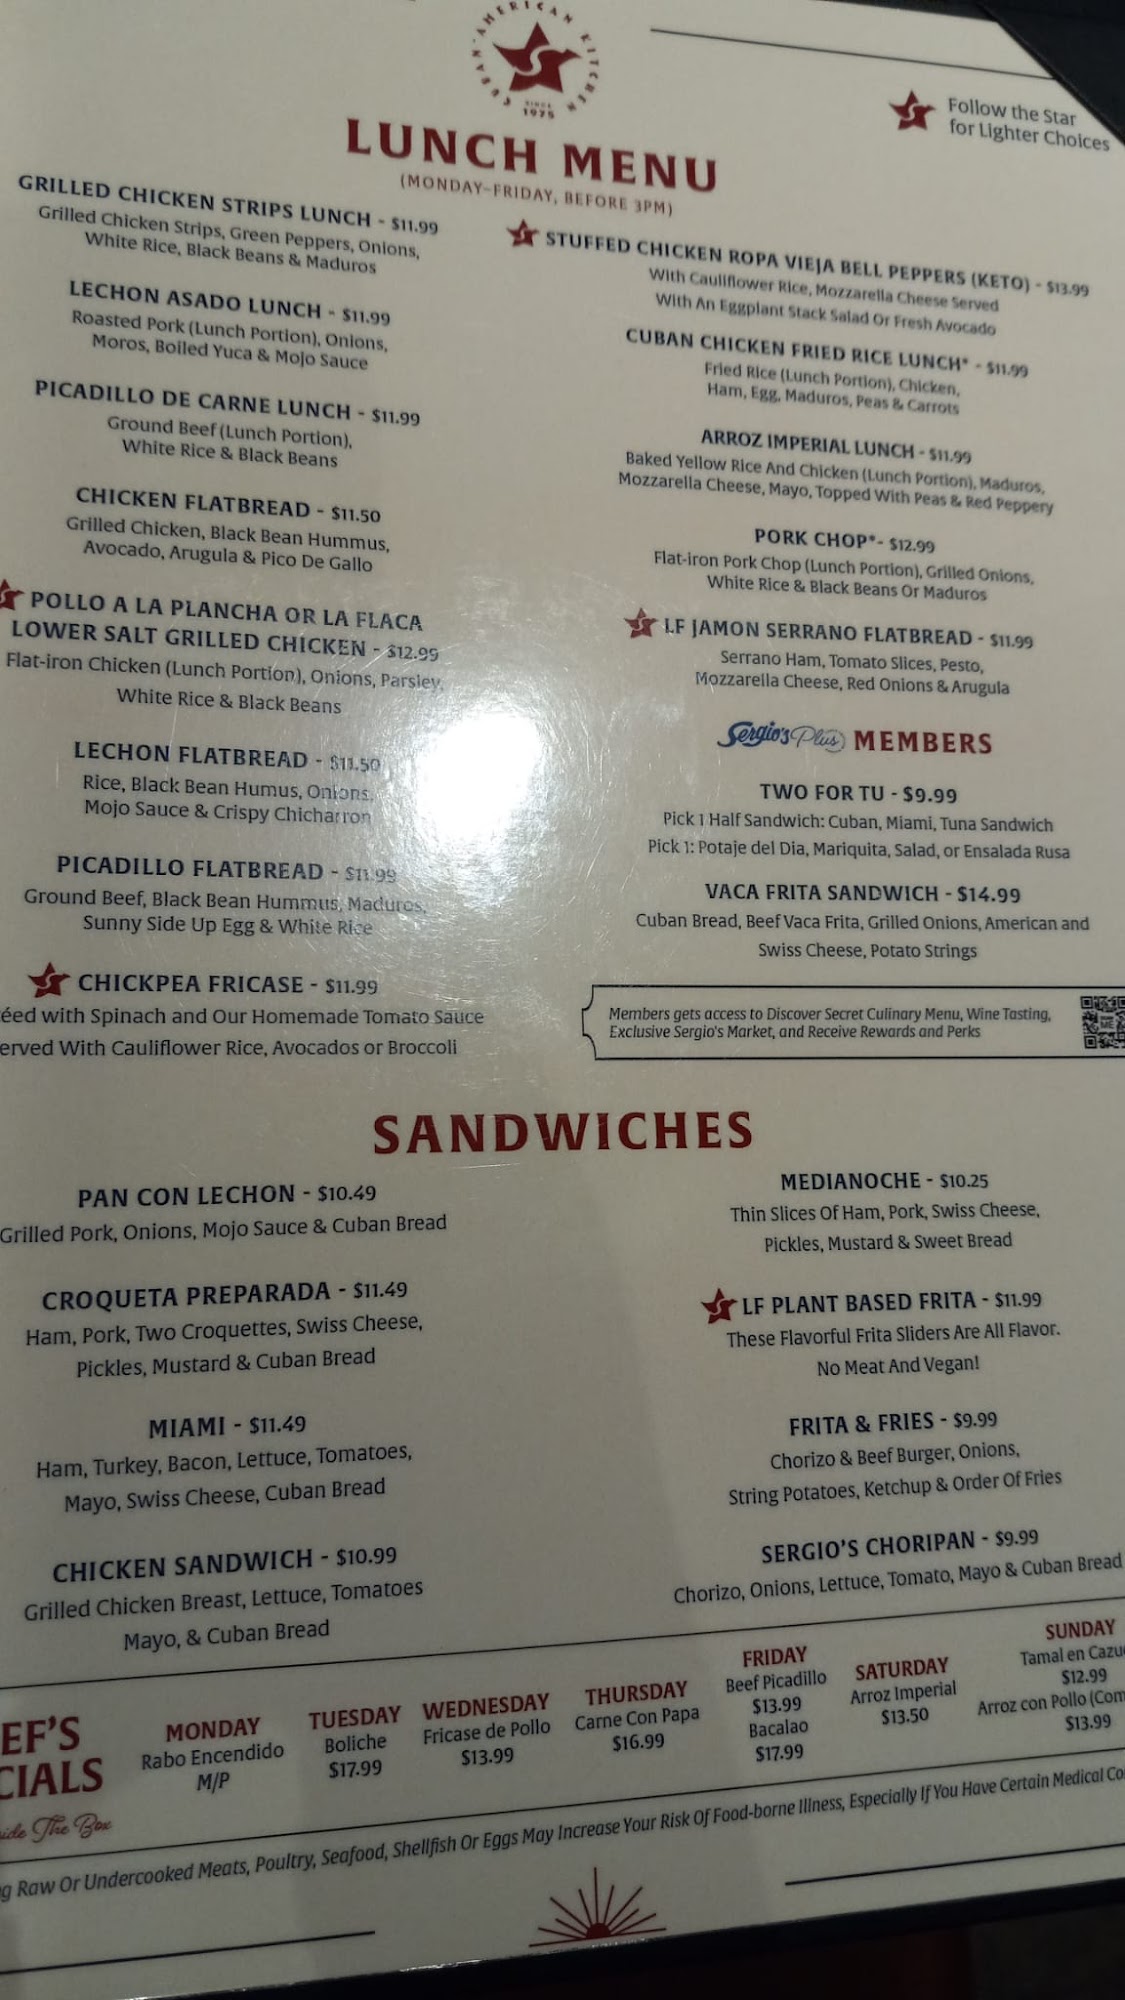 CUBAN-AMERICAN KITCHEN
SINCE
1975
Follow the Star
for Lighter Choices
LUNCH MENU
(MONDAY-FRIDAY, BEFORE 3PM)
GRILLED CHICKEN STRIPS LUNCH - $11.99
Grilled Chicken Strips, Green Peppers, Onions,
White Rice, Black Beans & Maduros
LECHON ASADO LUNCH - $11.99
Roasted Pork (Lunch Portion), Onions,
Moros, Boiled Yuca & Mojo Sauce
PICADILLO DE CARNE LUNCH - $11.99
Ground Beef (Lunch Portion),
White Rice & Black Beans
CHICKEN FLATBREAD - $11.50
Grilled Chicken, Black Bean Hummus,
Avocado, Arugula & Pico De Gallo
POLLO A LA PLANCHA OR LA FLACA
LOWER SALT GRILLED CHICKEN - $12.99
Flat-iron Chicken (Lunch Portion), Onions, Parsley,
White Rice & Black Beans
LECHON FLATBREAD - $11.50
Rice, Black Bean Humus, Onions,
Mojo Sauce & Crispy Chicharron
PICADILLO FLATBREAD - $11.99
Ground Beef, Black Bean Hummus, Maduros,
Sunny Side Up Egg & White Rice
CHICKPEA FRICASE - $11.99
éed with Spinach and Our Homemade Tomato Sauce
erved With Cauliflower Rice, Avocados or Broccoli
STUFFED CHICKEN ROPA VIEJA BELL PEPPERS (KETO) - $13.99
With Cauliflower Rice, Mozzarella Cheese Served
With An Eggplant Stack Salad Or Fresh Avocado
CUBAN CHICKEN FRIED RICE LUNCH* - $11.99
Fried Rice (Lunch Portion), Chicken,
Ham, Egg, Maduros, Peas & Carrots
ARROZ IMPERIAL LUNCH - $11.99
Baked Yellow Rice And Chicken (Lunch Portion), Maduros,
Mozzarella Cheese, Mayo, Topped With Peas & Red Peppery
PORK CHOP*- $12.99
Flat-iron Pork Chop (Lunch Portion), Grilled Onions,
White Rice & Black Beans Or Maduros
LF JAMON SERRANO FLATBREAD - $11.99
Serrano Ham, Tomato Slices, Pesto,
Mozzarella Cheese, Red Onions & Arugula
Sergio's Plus MEMBERS
TWO FOR TU - $9.99
Pick 1 Half Sandwich: Cuban, Miami, Tuna Sandwich
Pick 1: Potaje del Dia, Mariquita, Salad, or Ensalada Rusa
VACA FRITA SANDWICH - $14.99
Cuban Bread, Beef Vaca Frita, Grilled Onions, American and
Swiss Cheese, Potato Strings
Members gets access to Discover Secret Culinary Menu, Wine Tasting,
Exclusive Sergio's Market, and Receive Rewards and Perks
SANDWICHES
PAN CON LECHON - $10.49
Grilled Pork, Onions, Mojo Sauce & Cuban Bread
CROQUETA PREPARADA - $11.49
Ham, Pork, Two Croquettes, Swiss Cheese,
Pickles, Mustard & Cuban Bread
MIAMI - $11.49
Ham, Turkey, Bacon, Lettuce, Tomatoes,
Mayo, Swiss Cheese, Cuban Bread
CHICKEN SANDWICH - $10.99
Grilled Chicken Breast, Lettuce, Tomatoes
Mayo, & Cuban Bread
MEDIANOCHE - $10.25
Thin Slices Of Ham, Pork, Swiss Cheese,
Pickles, Mustard & Sweet Bread
LF PLANT BASED FRITA - $11.99
These Flavorful Frita Sliders Are All Flavor.
No Meat And Vegan!
FRITA & FRIES - $9.99
Chorizo & Beef Burger, Onions,
String Potatoes, Ketchup & Order Of Fries
SERGIO'S CHORIPAN - $9.99
Chorizo, Onions, Lettuce, Tomato, Mayo & Cuban Bread
EF'S
CIALS
ide The Box
MONDAY
Rabo Encendido
M/P
TUESDAY
Boliche
$17.99
WEDNESDAY
Fricase de Pollo
$13.99
THURSDAY
Carne Con Papa
$16.99
FRIDAY
Beef Picadillo
$13.99
Bacalao
$17.99
SATURDAY
Arroz Imperial
$13.50
SUNDAY
Tamal en Cazu
$12.99
Arroz con Pollo (Com
$13.99
g Raw Or Undercooked Meats, Poultry, Seafood, Shellfish Or Eggs May Increase Your Risk Of Food-borne Illness, Especially If You Have Certain Medical Co